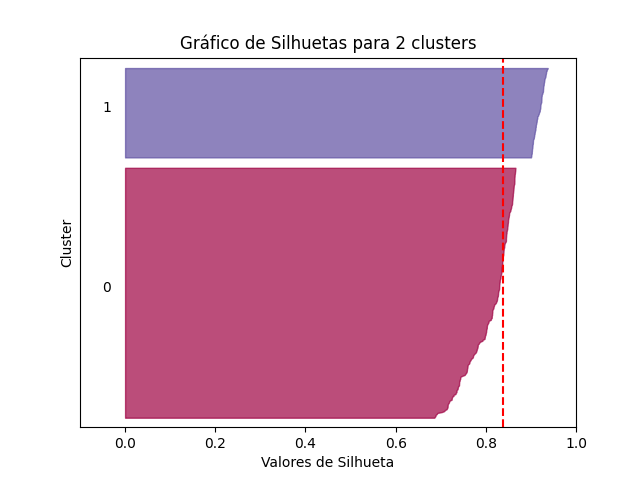 Gráfico de Silhuetas para 2 clusters
1
0
Cluster
0.0 0.2 0.4 0.6 0.8 1.0
Valores de Silhueta